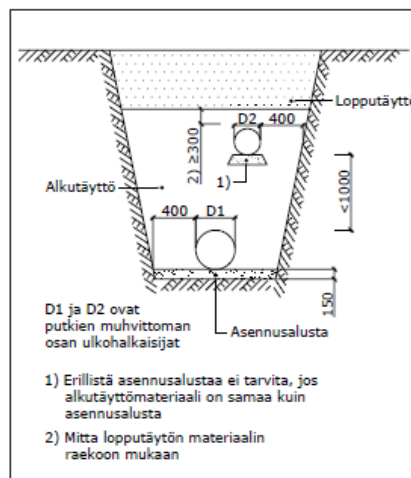 Lopputäyttö
D2 400
2) ≥300
1)
Alkutäyttö
<1000
400 D1
150
Asennusalusta
D1 ja D2 ovat
putkien muhvittoman
osan ulkohalkaisijat
1) Erillistä asennusalustaa ei tarvita, jos
alkutäyttömateriaali on samaa kuin
asennusalusta
2) Mitta lopputäytön materiaalin
raekoon mukaan